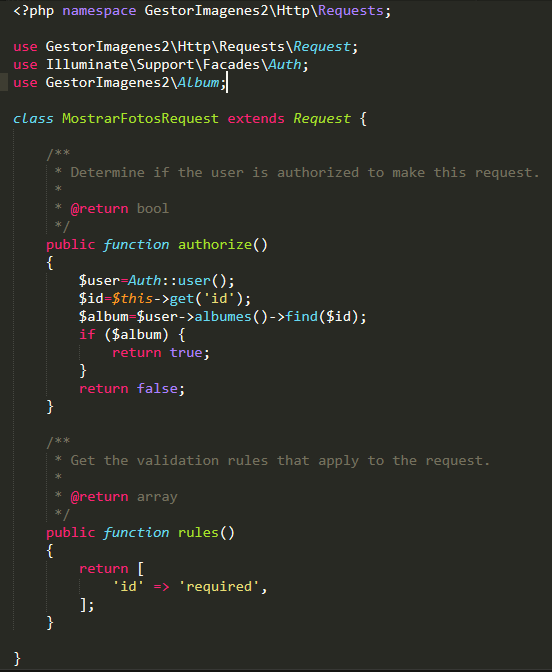 <?php namespace GestorImagenes2\Http\Requests;
use GestorImagenes2\Http\Requests\Request;
use Illuminate\Support\Facades\Auth;
use GestorImagenes2\Album;
class MostrarFotosRequest extends Request {
/**
* Determine if the user is authorized to make this request.
*
* @return bool
*/
public function authorize()
{
$user=Auth::user();
$id=$this->get('id');
$album=$user->albumes()->find($id);
if ($album) {
return true;
}
return false;
}
/**
* Get the validation rules that apply to the request.
*
* @return array
*/
public function rules()
{
return [
'id' => 'required',
];
}
}